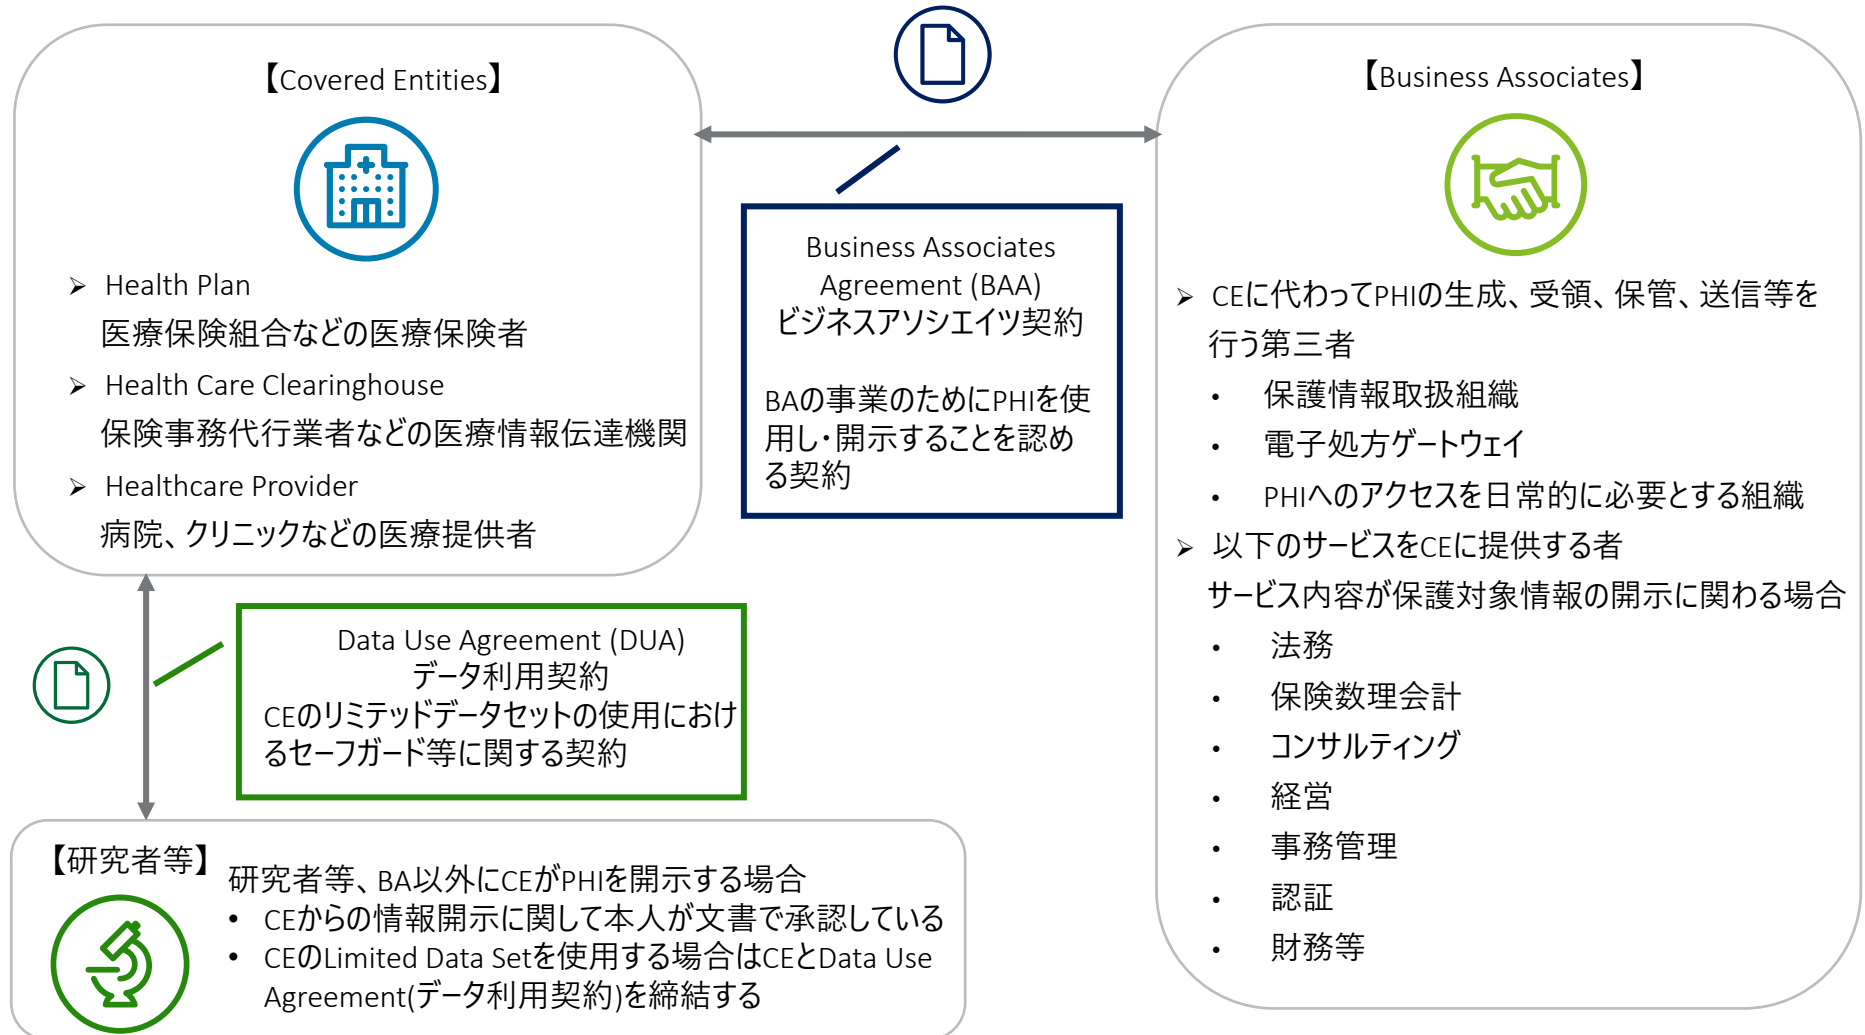 【Covered Entities】
➢ Health Plan
医療保険組合などの医療保険者
➢ Health Care Clearinghouse
保険事務代行業者などの医療情報伝達機関
➢ Healthcare Provider
病院、クリニックなどの医療提供者
Business Associates
Agreement (BAA)
ビジネスアソシエイツ契約
BAの事業のためにPHIを使
用し・開示することを認め
る契約
【Business Associates】
➢ CEに代わってPHIの生成、受領、保管、送信等を
行う第三者
• 保護情報取扱組織
• 電子処方ゲートウェイ
• PHIへのアクセスを日常的に必要とする組織
➢ 以下のサービスをCEに提供する者
サービス内容が保護対象情報の開示に関わる場合
• 法務
• 保険数理会計
• コンサルティング
• 経営
• 事務管理
• 認証
• 財務等
Data Use Agreement (DUA)
データ利用契約
CEのリミテッドデータセットの使用におけ
るセーフガード等に関する契約
【研究者等】
研究者等、BA以外にCEがPHIを開示する場合
• CEからの情報開示に関して本人が文書で承認している
• CEのLimited Data Setを使用する場合はCEとData Use
Agreement(データ利用契約)を締結する